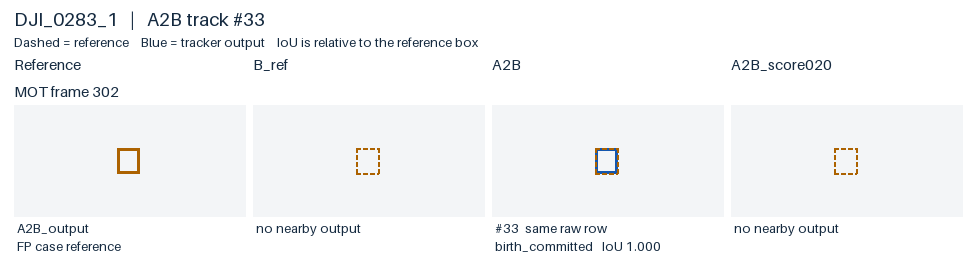 DJI_0283_1 | A2B track #33
Dashed = reference Blue = tracker output IoU is relative to the reference box
Reference B_ref A2B A2B_score020
MOT frame 302
A2B_output no nearby output #33 same raw row no nearby output
FP case reference birth_committed IoU 1.000